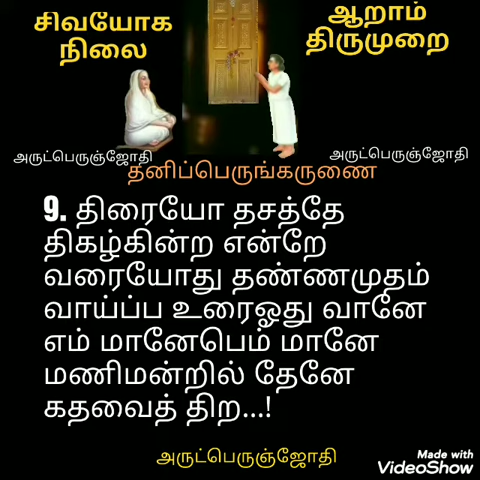 சிவயோக
நிலை
ஆறாம்
திருமுறை
அருட்பெருஞ்ஜோதி
அருட்பெருஞ்ஜோதி
தனிப்பெருங்கருணை
9. திரையோ தசத்தே
திகழ்கின்ற என்றே
வரையோது தண்ணமுதம்
வாய்ப்ப உரைஓது வானே
எம் மானேபெம் மானே
மணிமன்றில் தேனே
கதவைத் திற...!
அருட்பெருஞ்ஜோதி
Made with
VideoShow